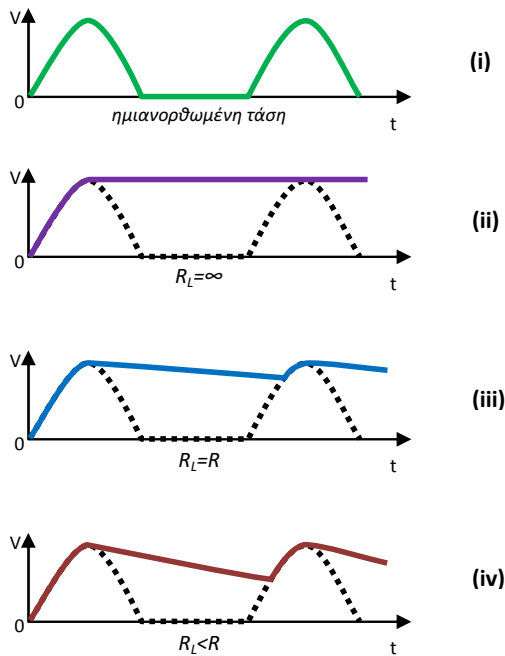 V
(i)
0
ημιανορθωμένη τάση
t
V
(ii)
0
R_L=∞
t
V
(iii)
0
R_L=R
t
V
(iv)
0
R_L<R
t